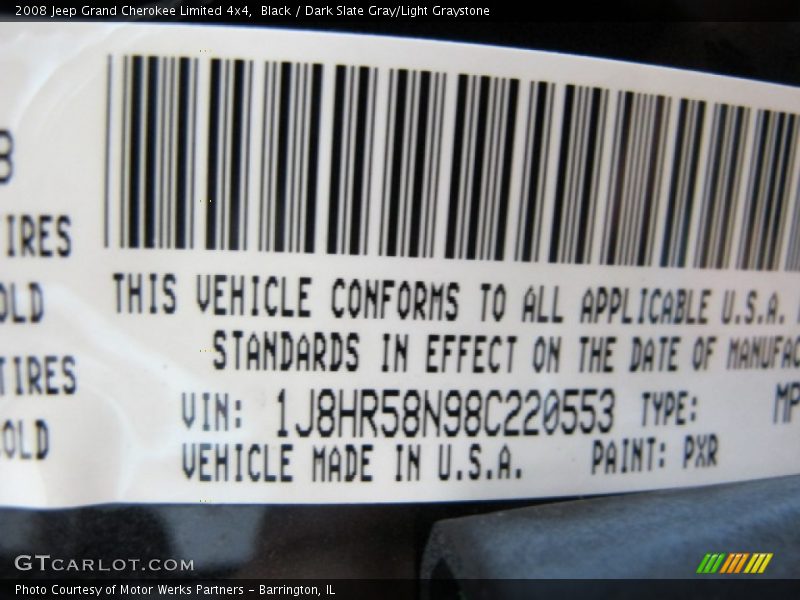 2008 Jeep Grand Cherokee Limited 4x4,  Black / Dark Slate Gray/Light Graystone
8
IRES
OLD
TIRES
OLD
THIS VEHICLE CONFORMS TO ALL APPLICABLE U.S.A.
STANDARDS IN EFFECT ON THE DATE OF MANUFAC
VIN: 1J8HR58N98C220553 TYPE: MP
VEHICLE MADE IN U.S.A. PAINT: PXR
GTCARLOT.COM
Photo Courtesy of Motor Werks Partners - Barrington, IL